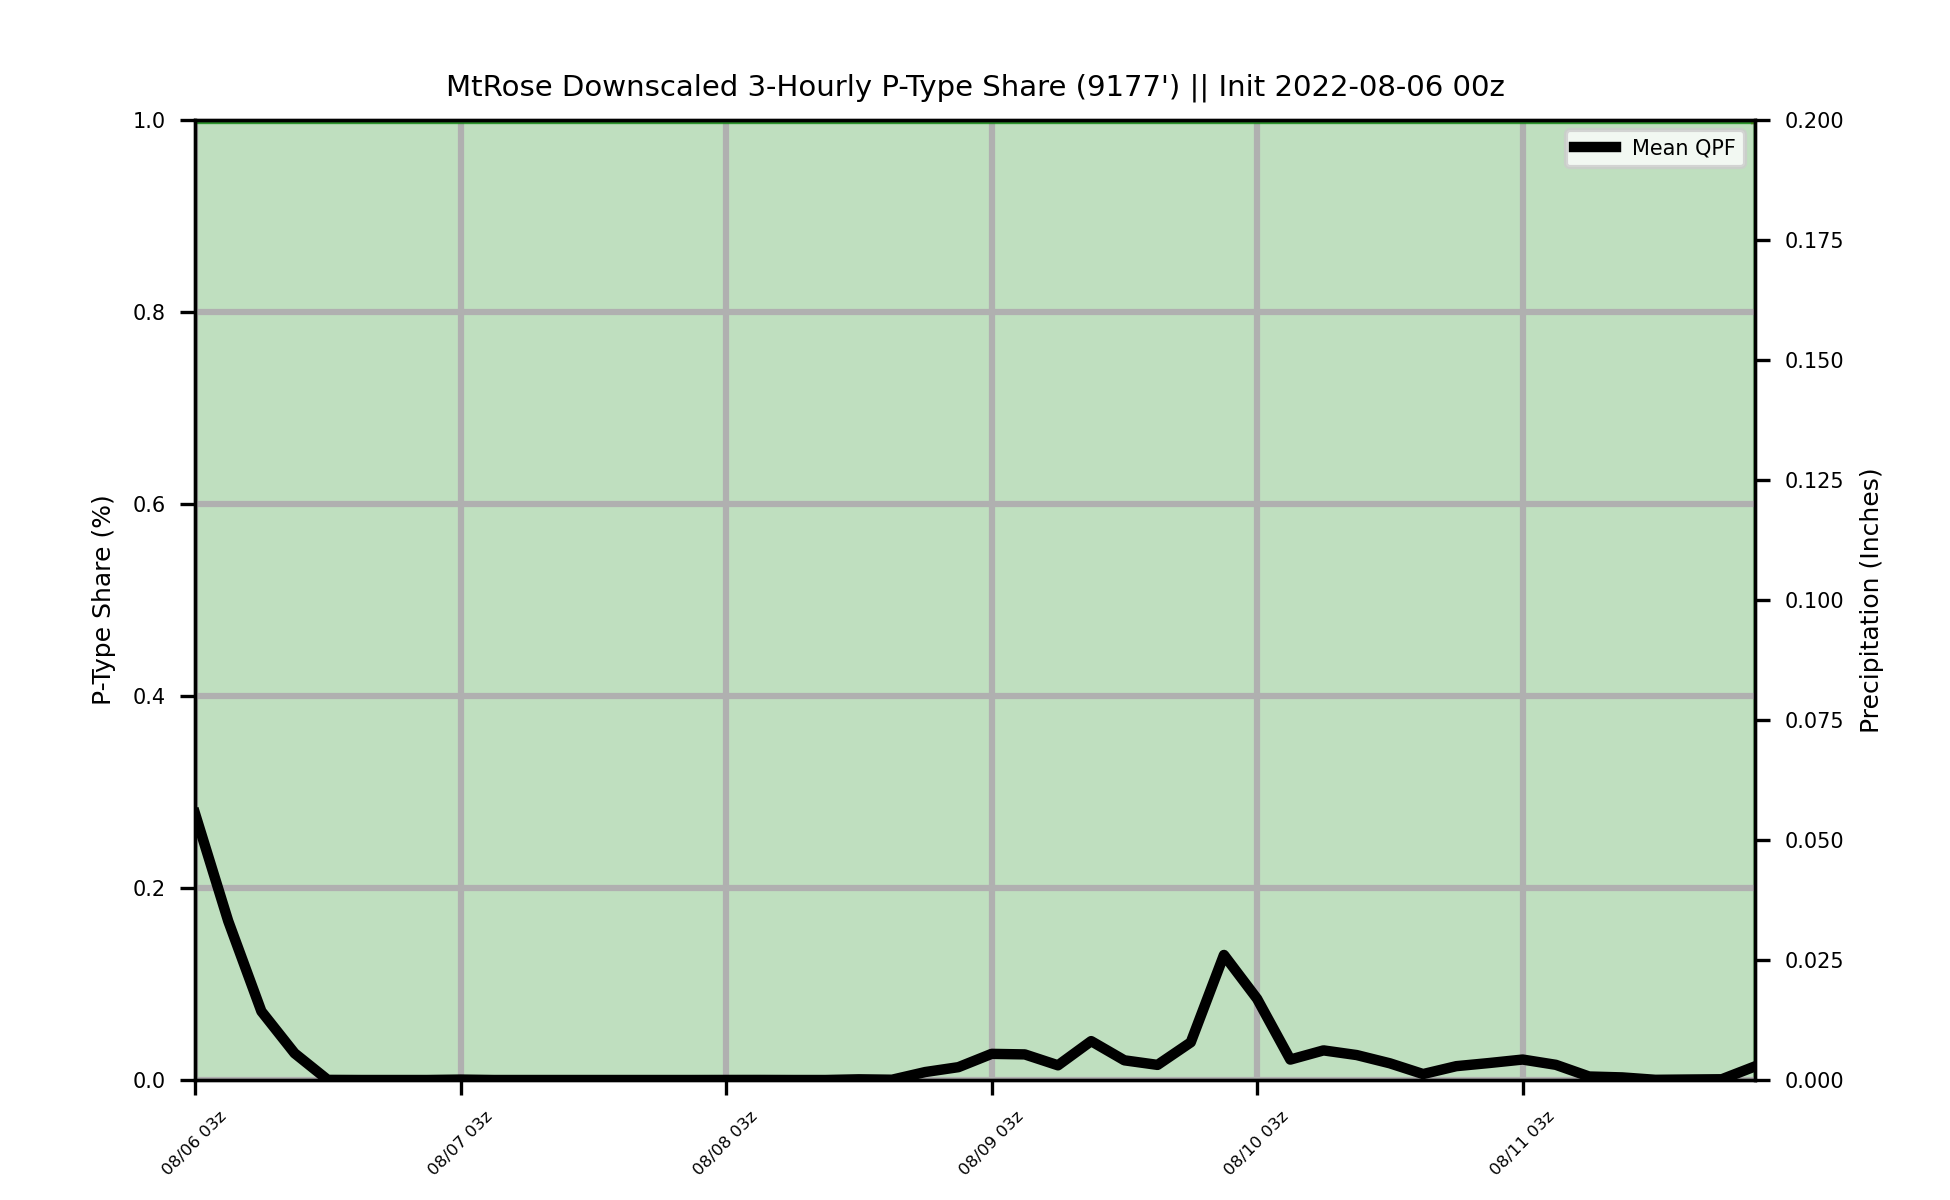 MtRose Downscaled 3-Hourly P-Type Share (9177') || Init 2022-08-06 00z
Mean QPF
P-Type Share (%)
1.0
0.8
0.6
0.4
0.2
0.0
0.200
0.175
0.150
0.125
0.100
0.075
0.050
0.025
0.000
Precipitation (Inches)
08/06 03z
08/07 03z
08/08 03z
08/09 03z
08/10 03z
08/11 03z